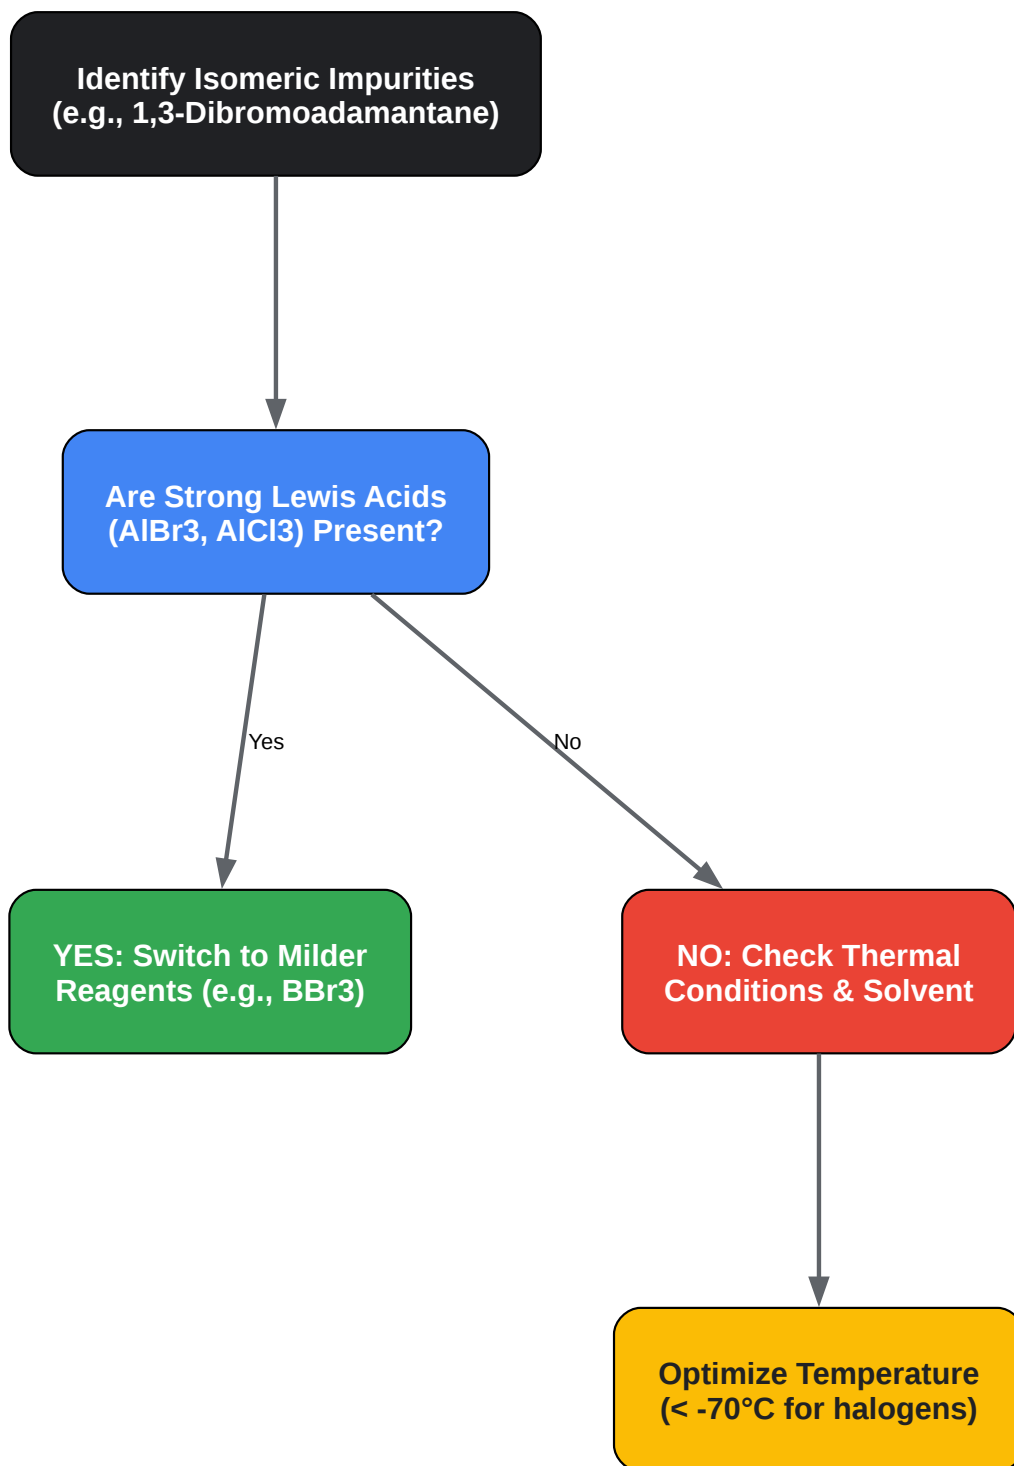 Identify Isomeric Impurities
(e.g., 1,3-Dibromoadamantane)
Are Strong Lewis Acids
(AlBr3, AlCl3) Present?
Yes
No
YES: Switch to Milder
Reagents (e.g., BBr3)
NO: Check Thermal
Conditions & Solvent
Optimize Temperature
(< -70°C for halogens)